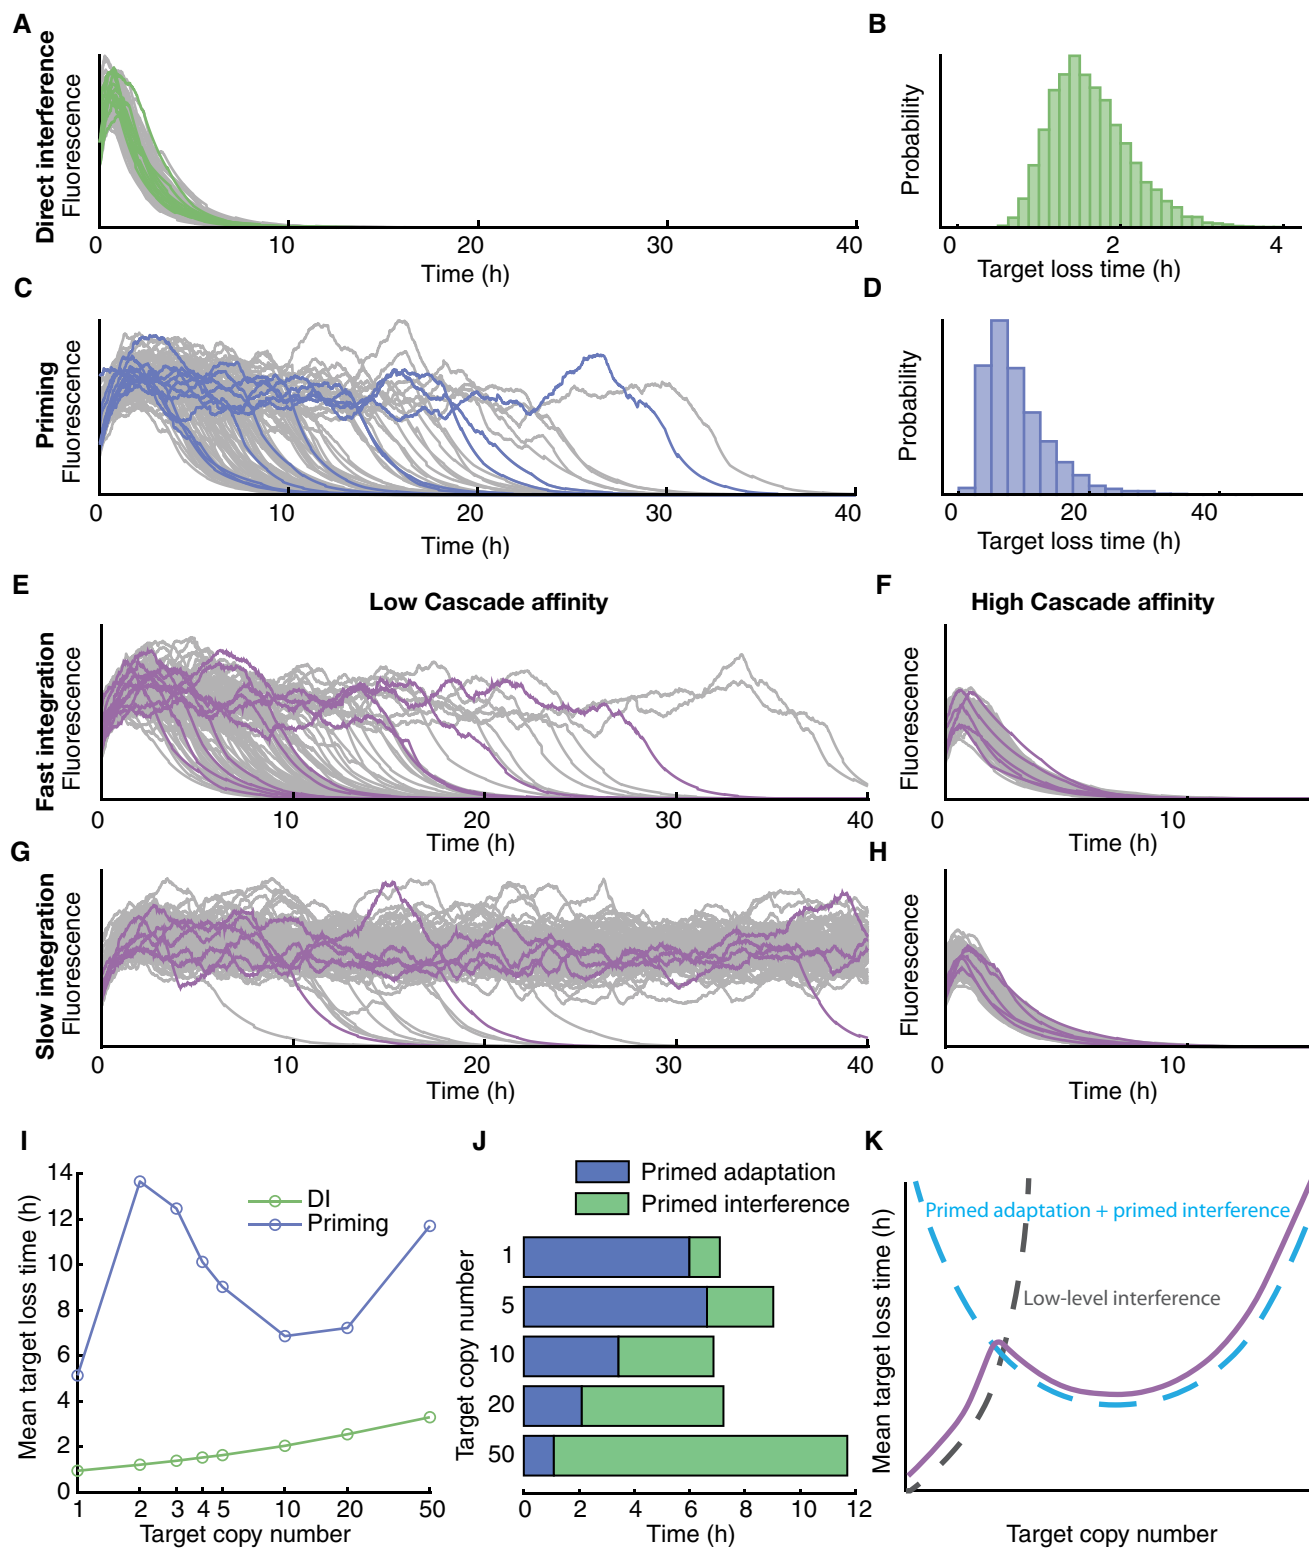 A
Direct interference
Fluorescence
0 10 20 30 40
Time (h)
B
Probability
0 2 4
Target loss time (h)
C
Priming
Fluorescence
0 10 20 30 40
Time (h)
D
Probability
0 20 40
Target loss time (h)
E
Low Cascade affinity
Fast integration
Fluorescence
0 10 20 30 40
Time (h)
F
High Cascade affinity
Fluorescence
0 10
Time (h)
G
Slow integration
Fluorescence
0 10 20 30 40
Time (h)
H
Fluorescence
0 10
Time (h)
I
Mean target loss time (h)
14
12
10
8
6
4
2
0
DI
Priming
1 2 3 4 5 10 20 50
Target copy number
J
Primed adaptation
Primed interference
Target copy number
1
5
10
20
50
0 2 4 6 8 10 12
Time (h)
K
Mean target loss time (h)
Primed adaptation + primed interference
Low-level interference
Target copy number